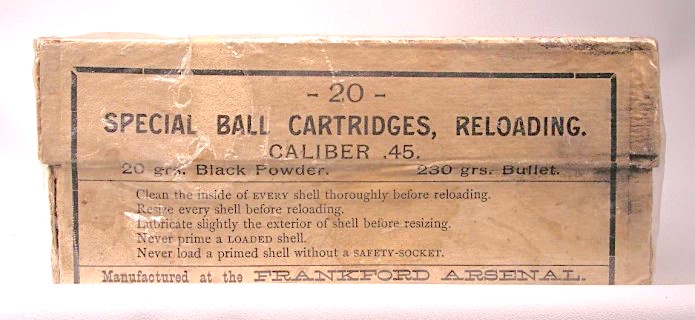 - 20 -
SPECIAL BALL CARTRIDGES, RELOADING.
CALIBER .45.
20 grs. Black Powder. 230 grs. Bullet.
Clean the inside of EVERY shell thoroughly before reloading.
Resize every shell before reloading.
Lubricate slightly the exterior of shell before resizing.
Never prime a LOADED shell.
Never load a primed shell without a SAFETY-SOCKET.
Manufactured at the FRANKFORD ARSENAL.